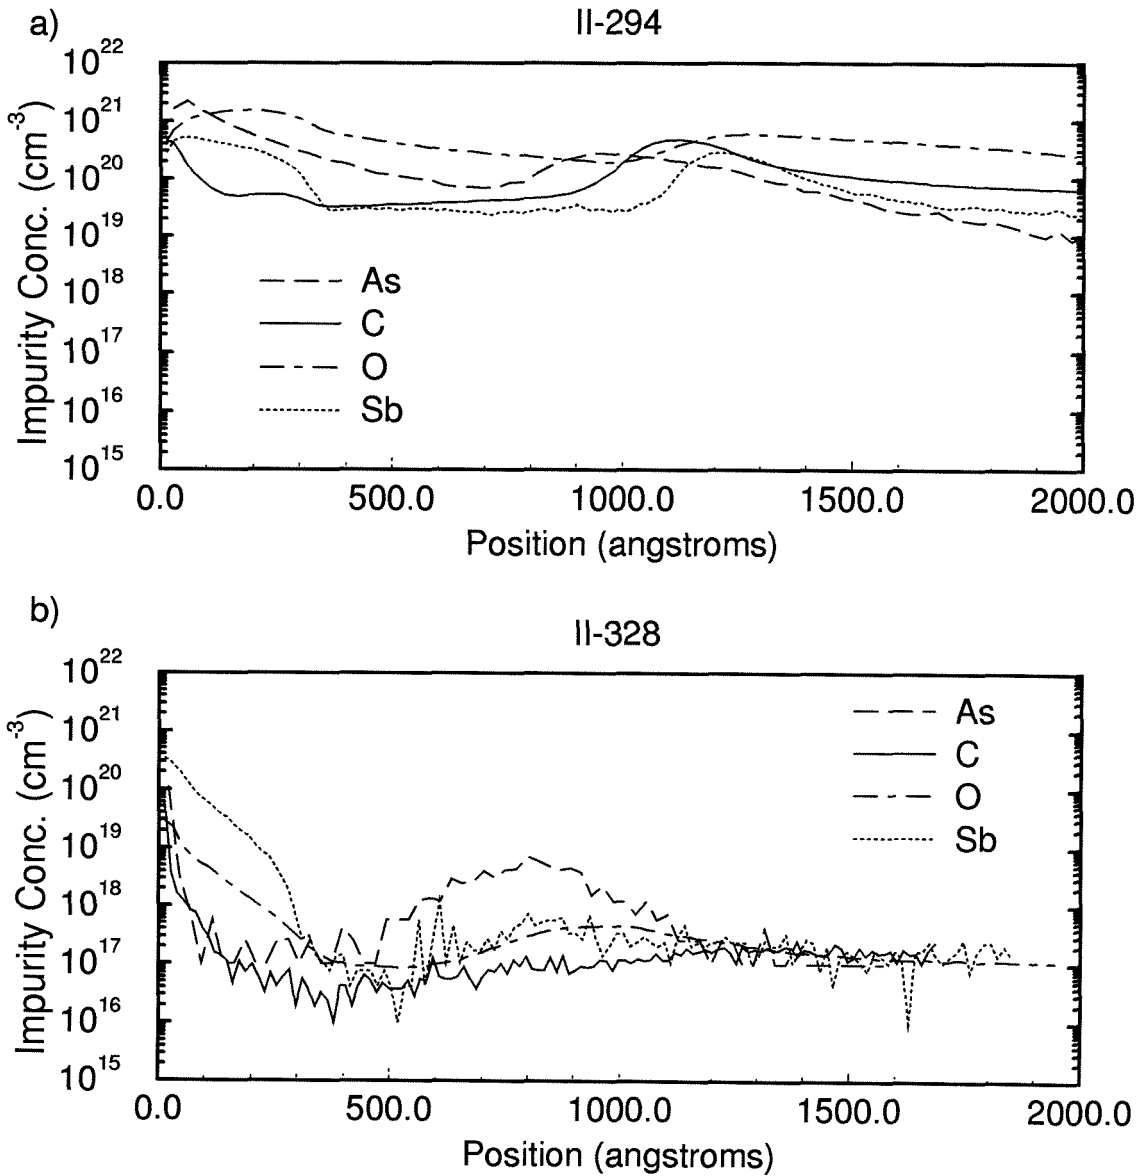 a)
II-294
10^22
10^21
10^20
10^19
10^18
10^17
10^16
10^15
Impurity Conc. (cm^-3)
As
C
O
Sb
0.0 500.0 1000.0 1500.0 2000.0
Position (angstroms)
b)
II-328
10^22
10^21
10^20
10^19
10^18
10^17
10^16
10^15
Impurity Conc. (cm^-3)
As
C
O
Sb
0.0 500.0 1000.0 1500.0 2000.0
Position (angstroms)